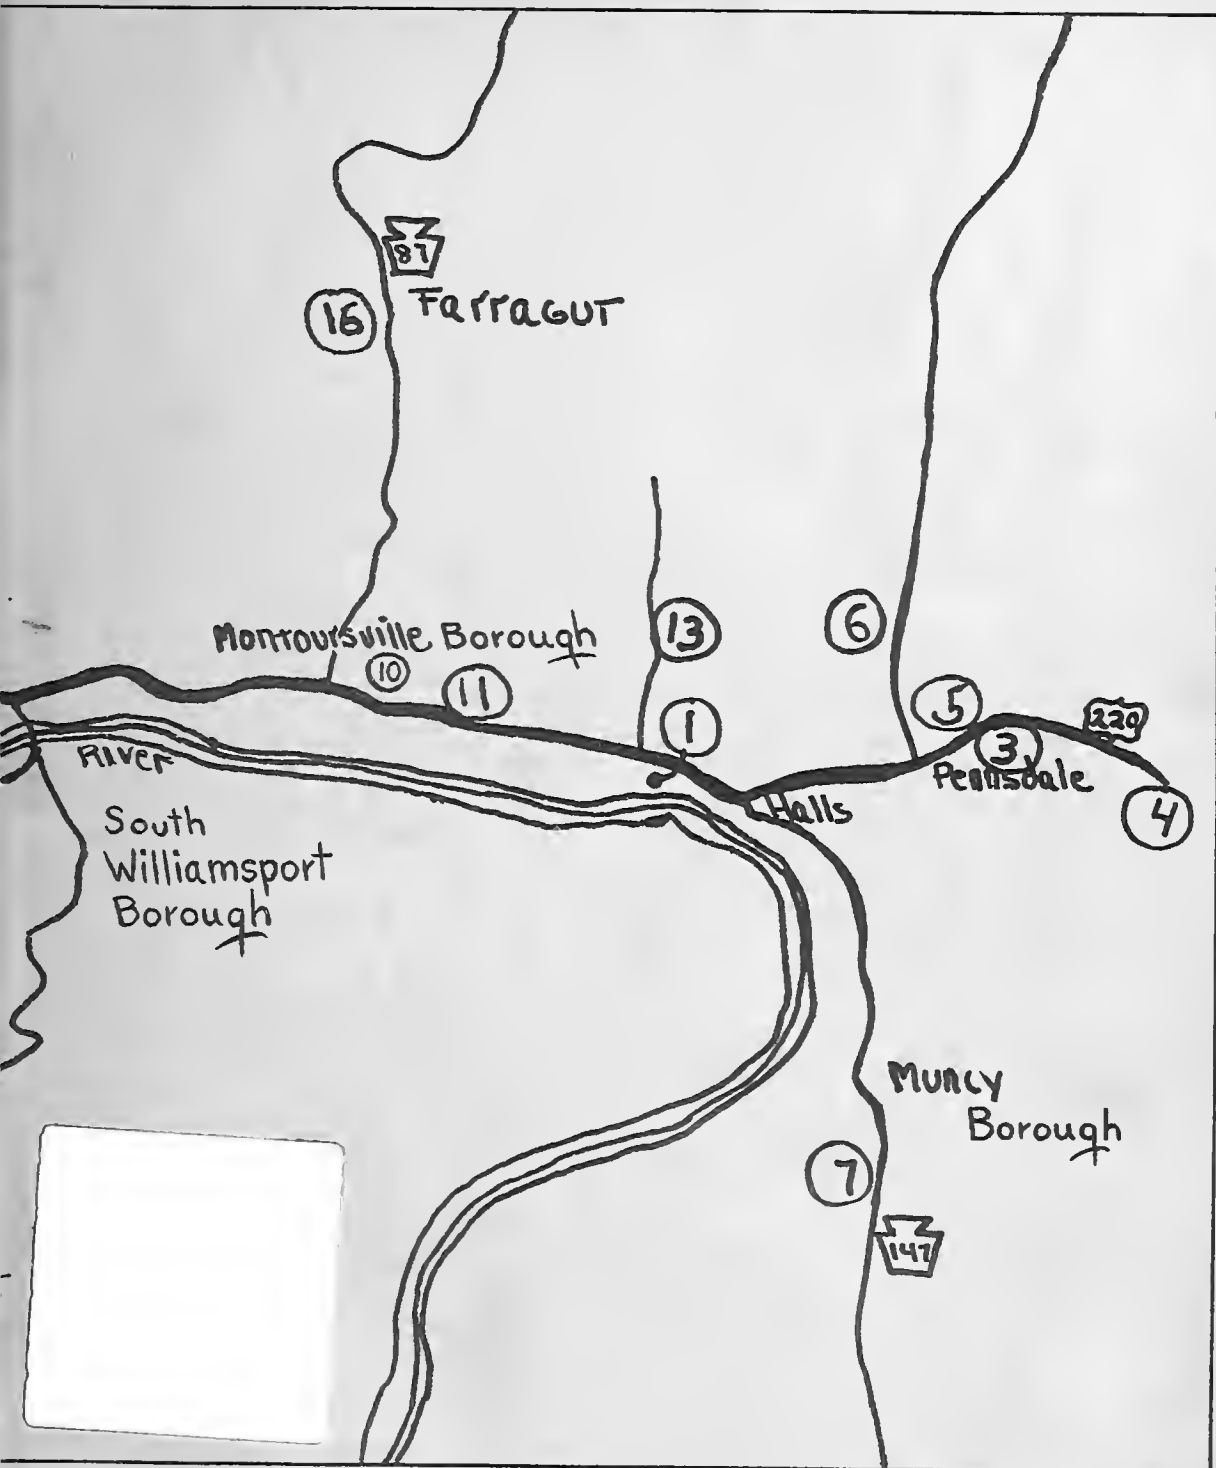 87
16
Farragut
Montoursville Borough
10
11
13
6
1
5
3
220
Pennsdale
4
Halls
River
South
Williamsport
Borough
Muncy
Borough
7
147